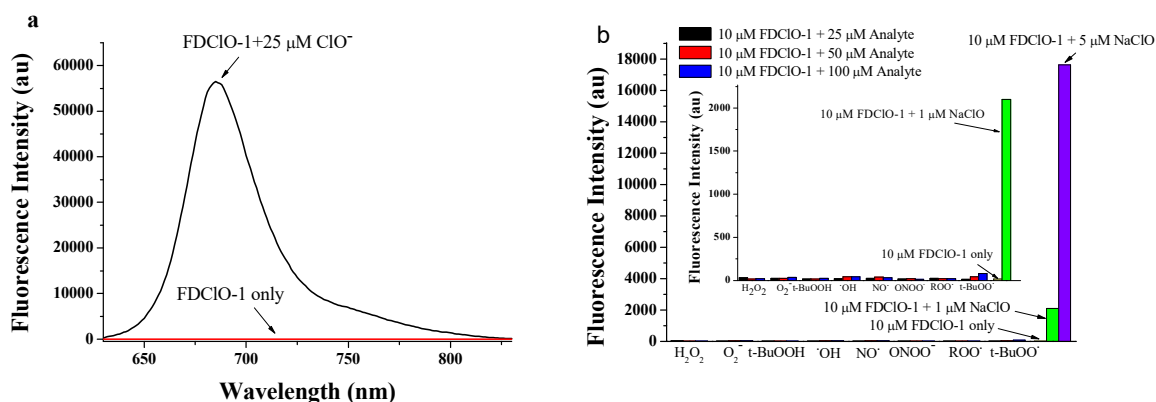 a
FDClO-1+25 μM ClO⁻
60000
50000
40000
30000
20000
10000
0
Fluorescence Intensity (au)
FDClO-1 only
650 700 750 800
Wavelength (nm)
b
10 μM FDClO-1 + 25 μM Analyte
10 μM FDClO-1 + 50 μM Analyte
10 μM FDClO-1 + 100 μM Analyte
10 μM FDClO-1 + 5 μM NaClO
18000
16000
14000
12000
10000
8000
6000
4000
2000
0
Fluorescence Intensity (au)
2000
1500
1000
500
0
Fluorescence Intensity (au)
10 μM FDClO-1 + 1 μM NaClO
10 μM FDClO-1 only
H₂O₂ O₂⁻ t-BuOOH ·OH NO· ONOO⁻ ROO· t-BuOO·
10 μM FDClO-1 + 1 μM NaClO
10 μM FDClO-1 only
H₂O₂ O₂⁻ t-BuOOH ·OH NO· ONOO⁻ ROO· t-BuOO·